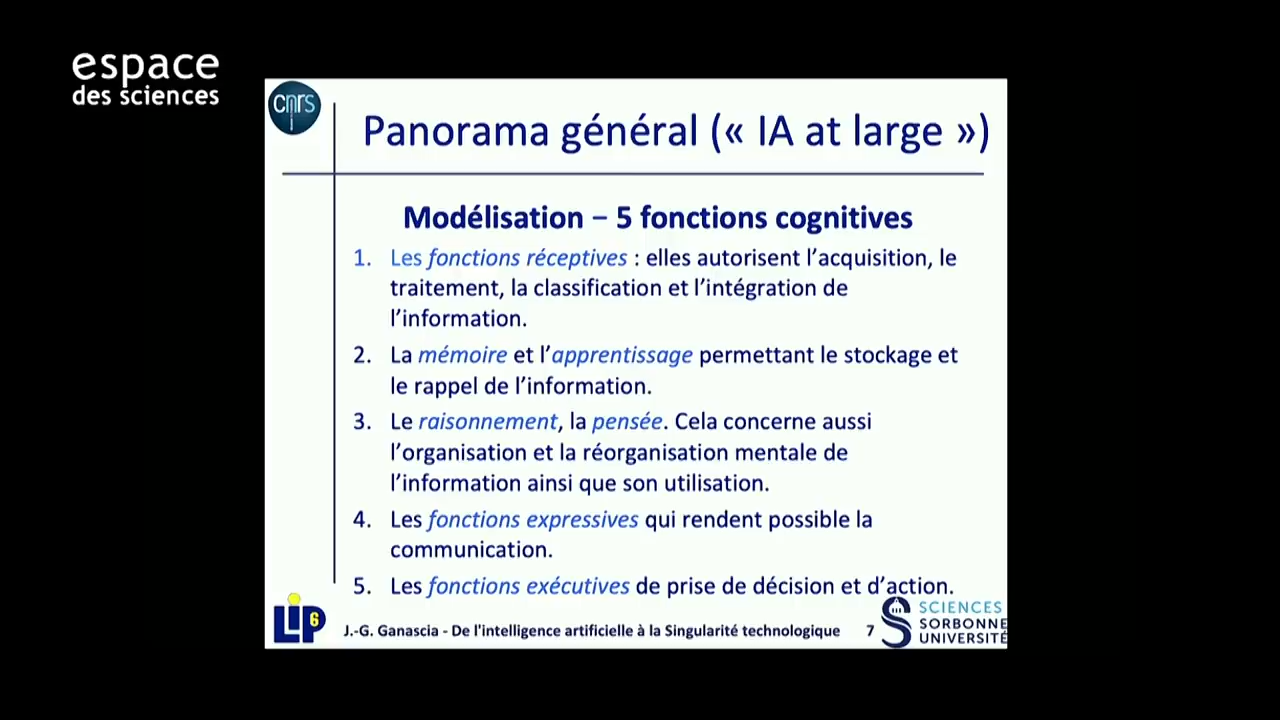 espace
des sciences
cnrs
Panorama général (« IA at large »)
Modélisation – 5 fonctions cognitives
1. Les fonctions réceptives : elles autorisent l'acquisition, le
traitement, la classification et l'intégration de
l'information.
2. La mémoire et l'apprentissage permettant le stockage et
le rappel de l'information.
3. Le raisonnement, la pensée. Cela concerne aussi
l'organisation et la réorganisation mentale de
l'information ainsi que son utilisation.
4. Les fonctions expressives qui rendent possible la
communication.
5. Les fonctions exécutives de prise de décision et d'action.
LIP6
J.-G. Ganascia - De l'intelligence artificielle à la Singularité technologique 7
SCIENCES
SORBONNE
UNIVERSITÉ